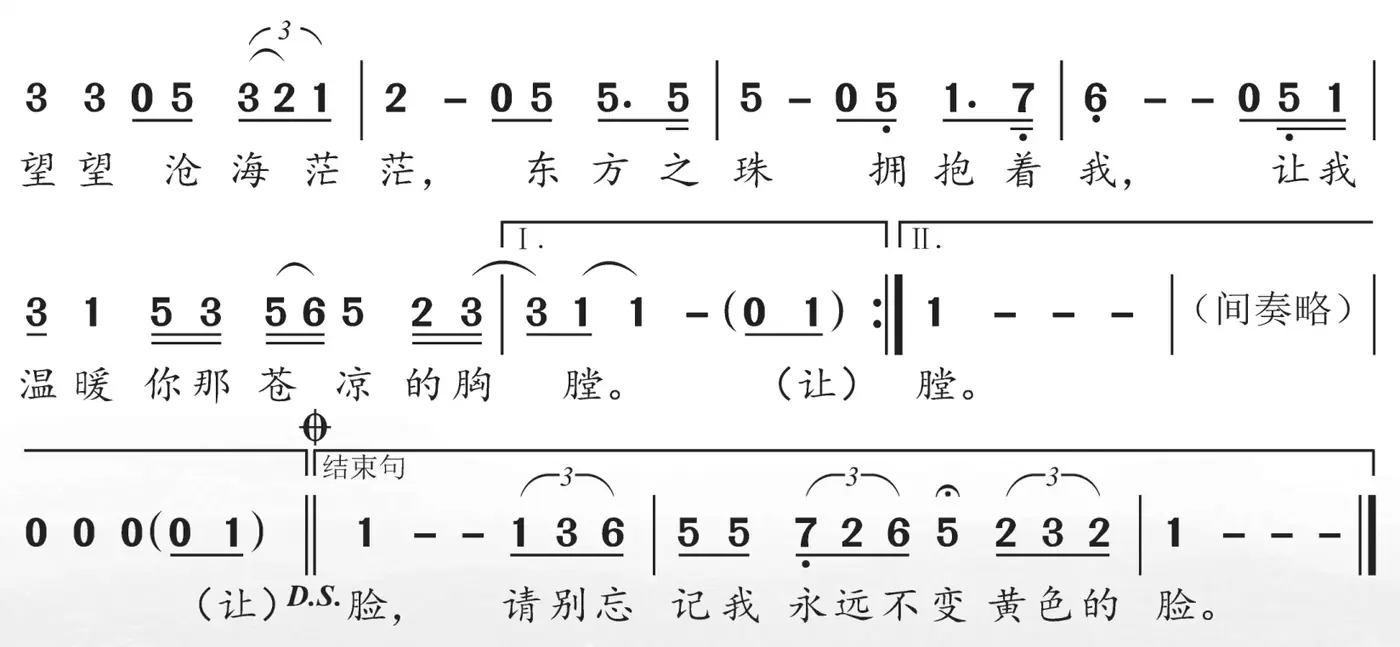 3
3 3 0 5 3 2 1 | 2 - 0 5 5. 5 | 5 - 0 5 1. 7 | 6 - - 0 5 1 |
望望 沧海茫茫， 东方之珠 拥抱着我， 让我
I. II.
3 1 5 3 5 6 5 2 3 | 3 1 1 - (0 1) :| 1 - - - | （间奏略） |
温暖你那苍凉的胸膛。 （让） 膛。
结束句 3 3 3
0 0 0 (0 1) || 1 - - 1 3 6 | 5 5 7 2 6 5 2 3 2 | 1 - - - ||
（让） D.S. 脸， 请别忘记我永远不变黄色的脸。